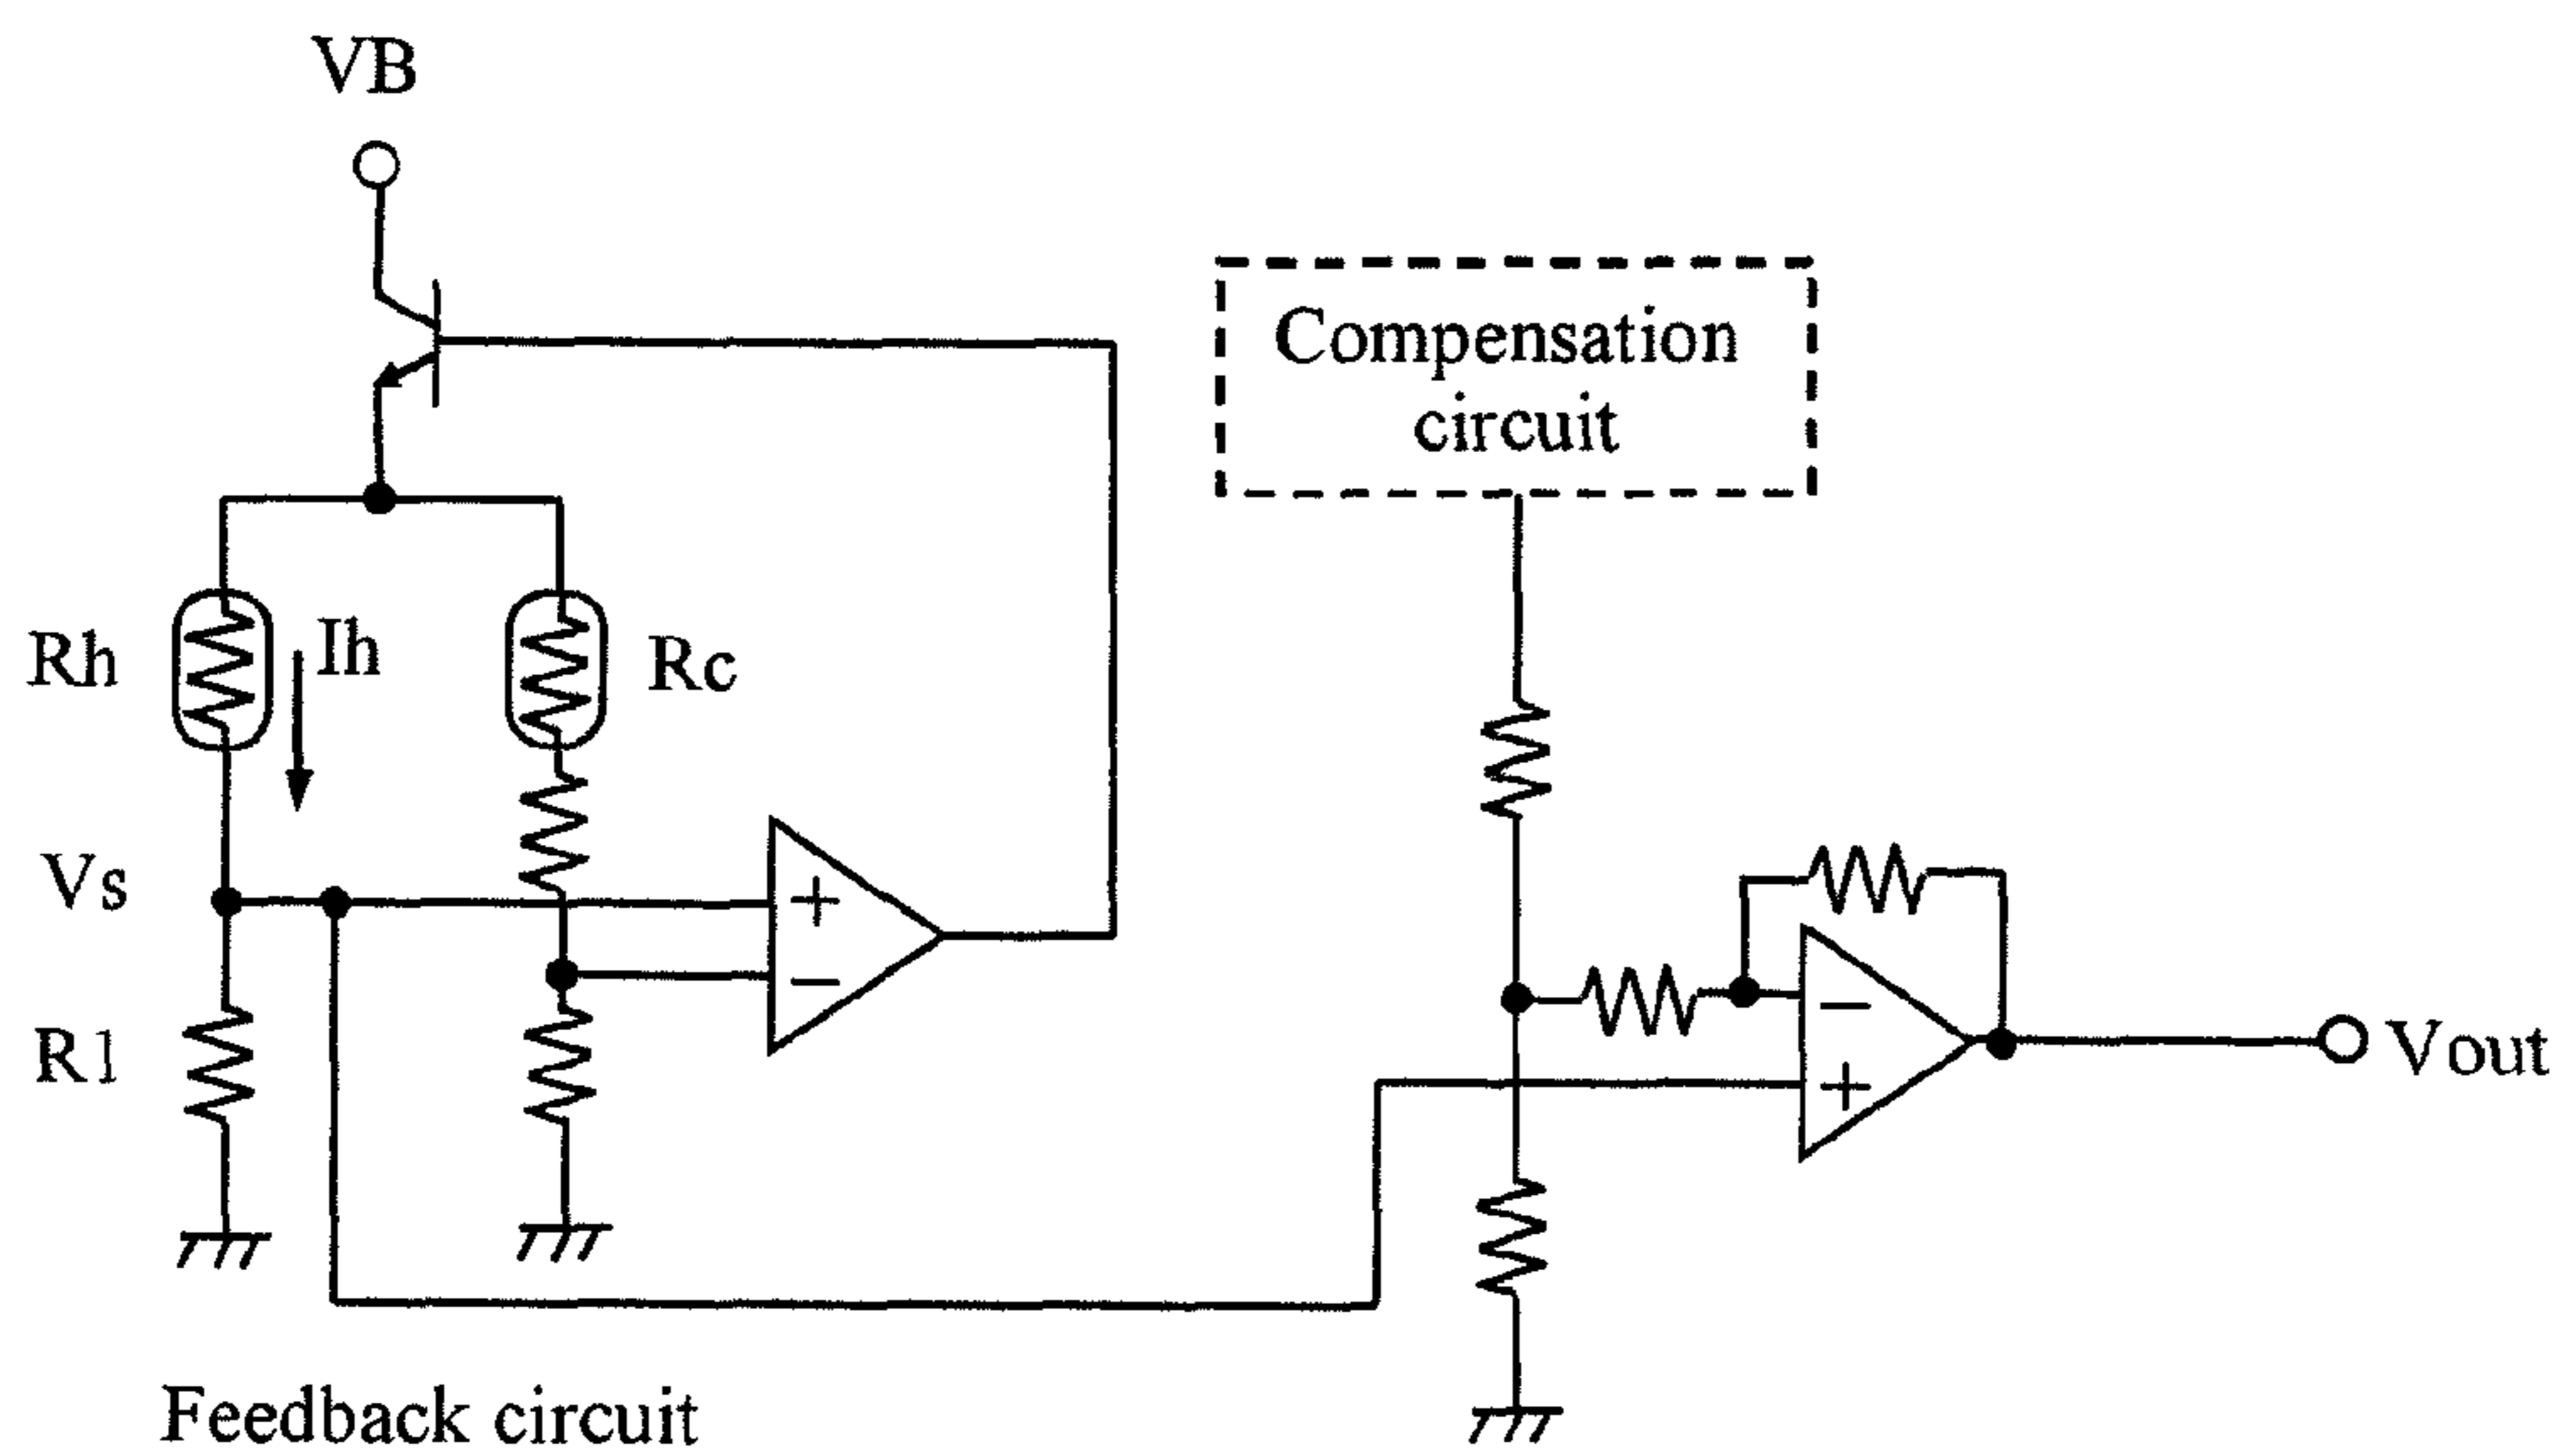 VB
Compensation
circuit
Rh
Ih
Rc
Vs
+
−
R1
−
+
Vout
Feedback circuit